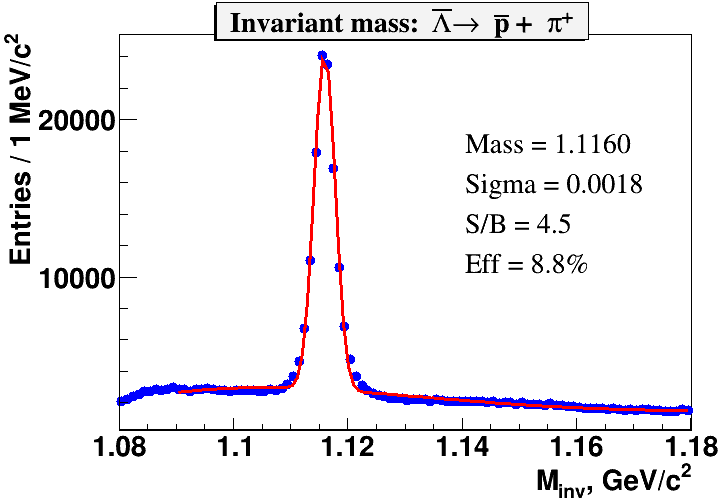 Invariant mass: Λ̅→ p̅ + π⁺
Entries / 1 MeV/c²
20000
10000
Mass = 1.1160
Sigma = 0.0018
S/B = 4.5
Eff = 8.8%
1.08 1.1 1.12 1.14 1.16 1.18
M_inv, GeV/c²